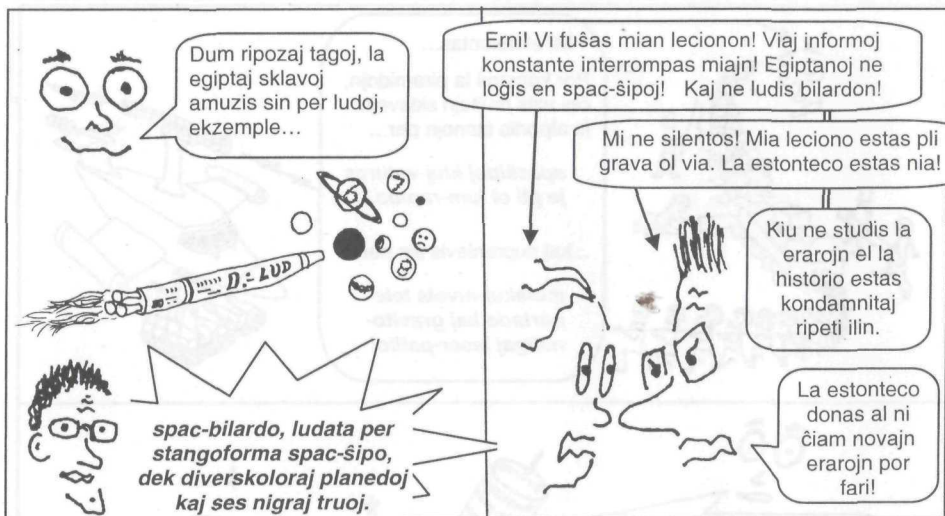 Dum ripozaj tagoj, la
egiptaj sklavoj
amuzis sin per ludoj,
ekzemple...
spac-bilardo, ludata per
stangoforma spac-ŝipo,
dek diverskoloraj planedoj
kaj ses nigraj truoj.
Erni! Vi fuŝas mian lecionon! Viaj informoj
konstante interrompas miajn! Egiptanoj ne
loĝis en spac-ŝipoj! Kaj ne ludis bilardon!
Mi ne silentos! Mia leciono estas pli
grava ol via. La estonteco estas nia!
Kiu ne studis la
erarojn el la
historio estas
kondamnitaj
ripeti ilin.
La estonteco
donas al ni
ĉiam novajn
erarojn por
fari!